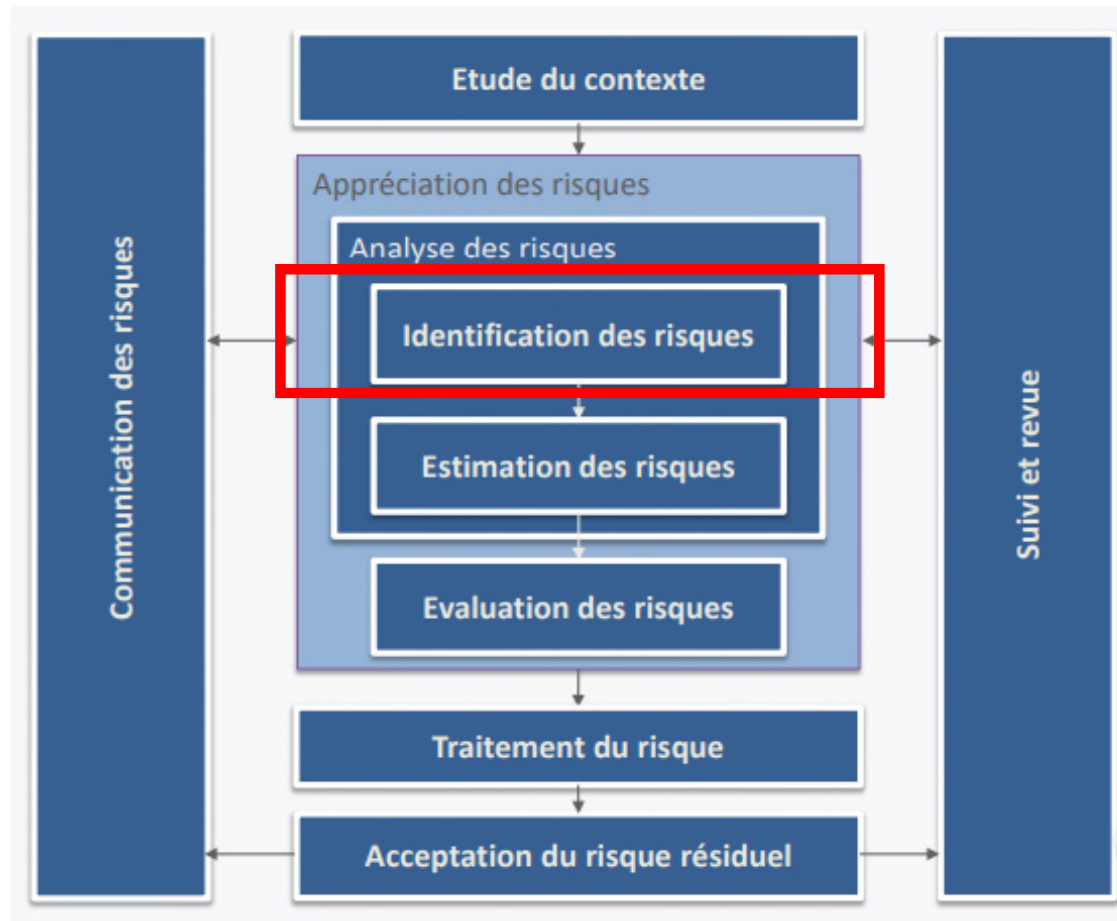 Etude du contexte
Appréciation des risques
Analyse des risques
Identification des risques
Estimation des risques
Evaluation des risques
Traitement du risque
Acceptation du risque résiduel
Communication des risques
Suivi et revue